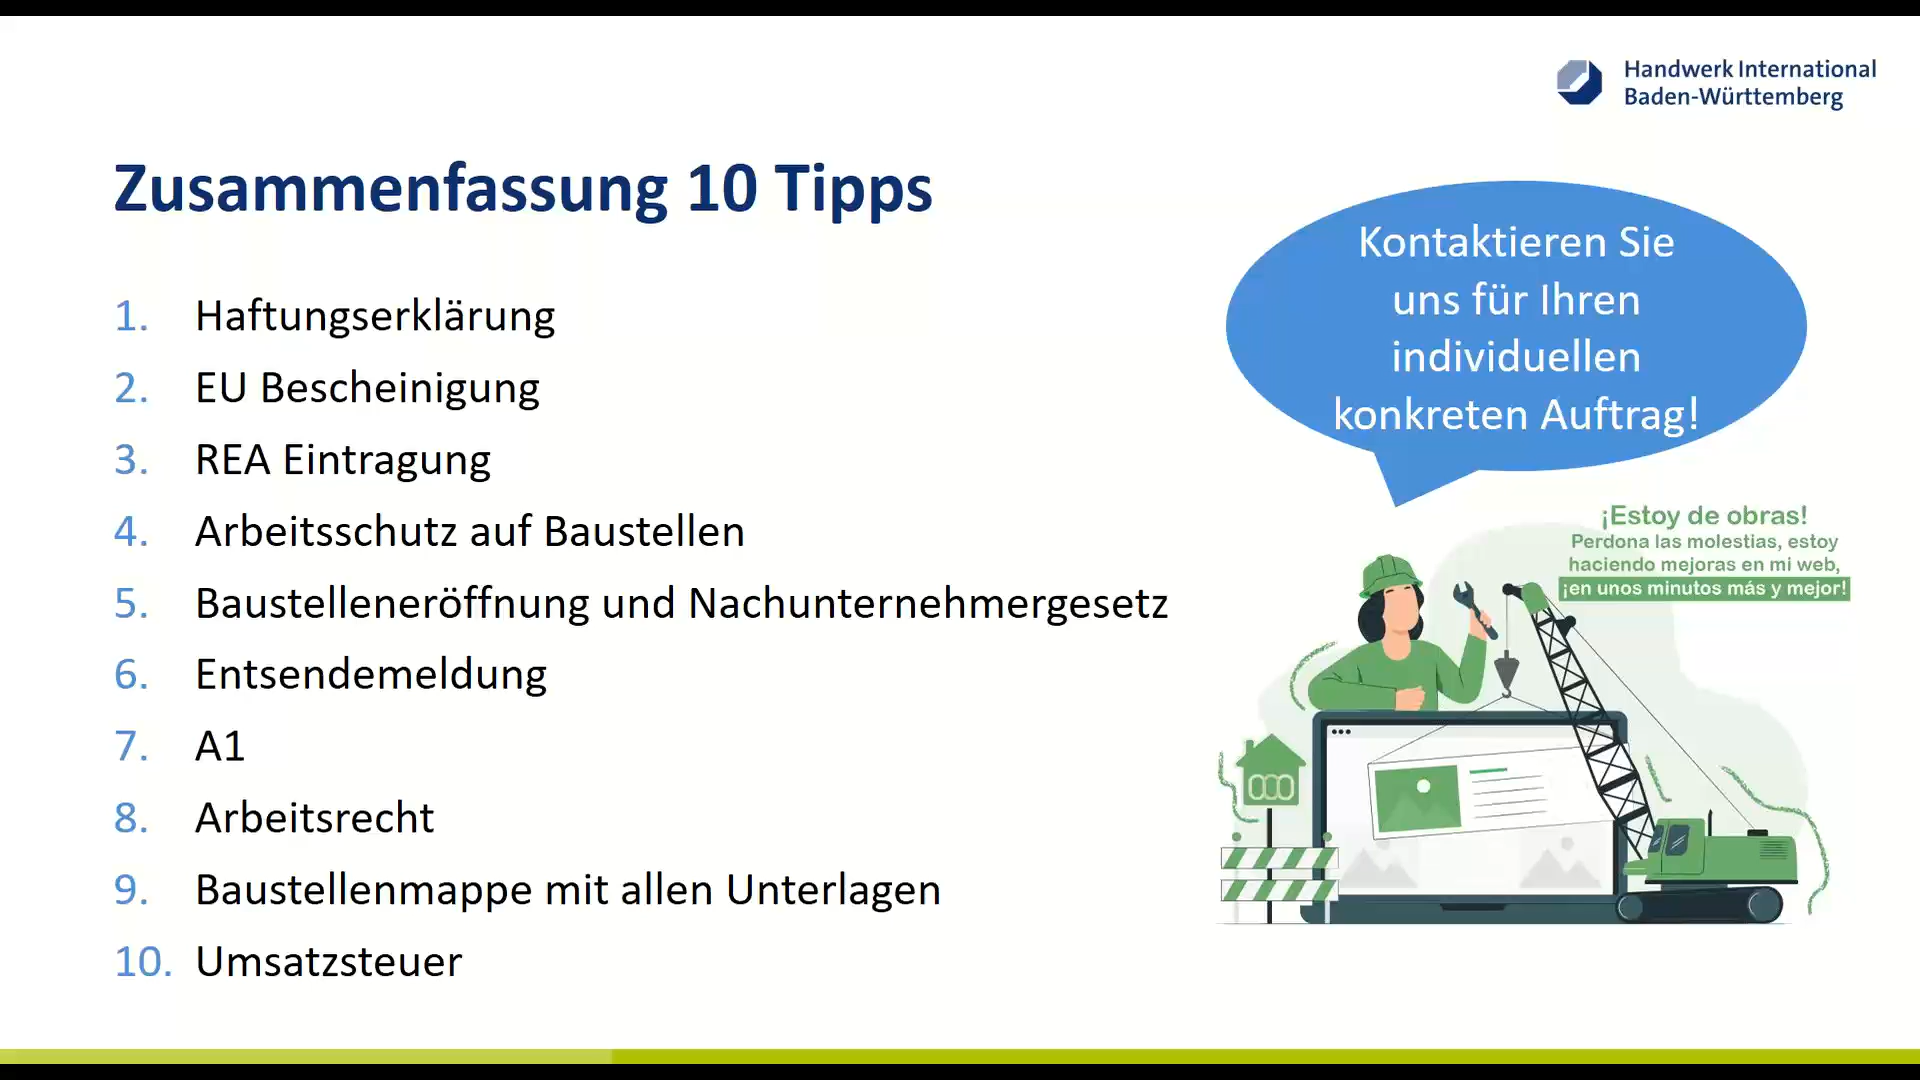 Handwerk International
Baden-Württemberg
Zusammenfassung 10 Tipps
1. Haftungserklärung
2. EU Bescheinigung
3. REA Eintragung
4. Arbeitsschutz auf Baustellen
5. Baustelleneröffnung und Nachunternehmergesetz
6. Entsendemeldung
7. A1
8. Arbeitsrecht
9. Baustellenmappe mit allen Unterlagen
10. Umsatzsteuer
Kontaktieren Sie
uns für Ihren
individuellen
konkreten Auftrag!
¡Estoy de obras!
Perdona las molestias, estoy
haciendo mejoras en mi web,
¡en unos minutos más y mejor!